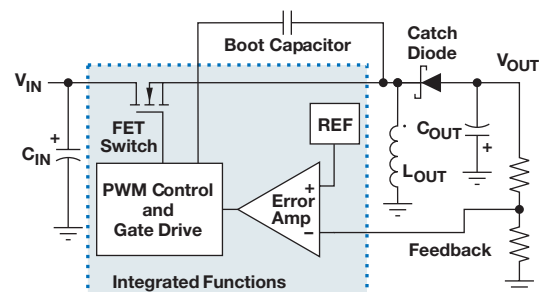 Boot Capacitor
Catch
Diode
VIN
VOUT
FET
Switch
REF
COUT
+
CIN
+
LOUT
PWM Control
and
Gate Drive
+
Error
Amp
−
Feedback
Integrated Functions